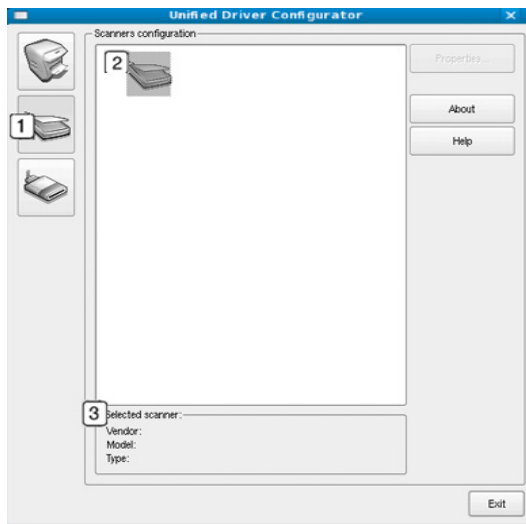 Unified Driver Configurator
Scanners configuration
2
Properties...
1
About
Help
3
Selected scanner:
Vendor:
Model:
Type:
Exit